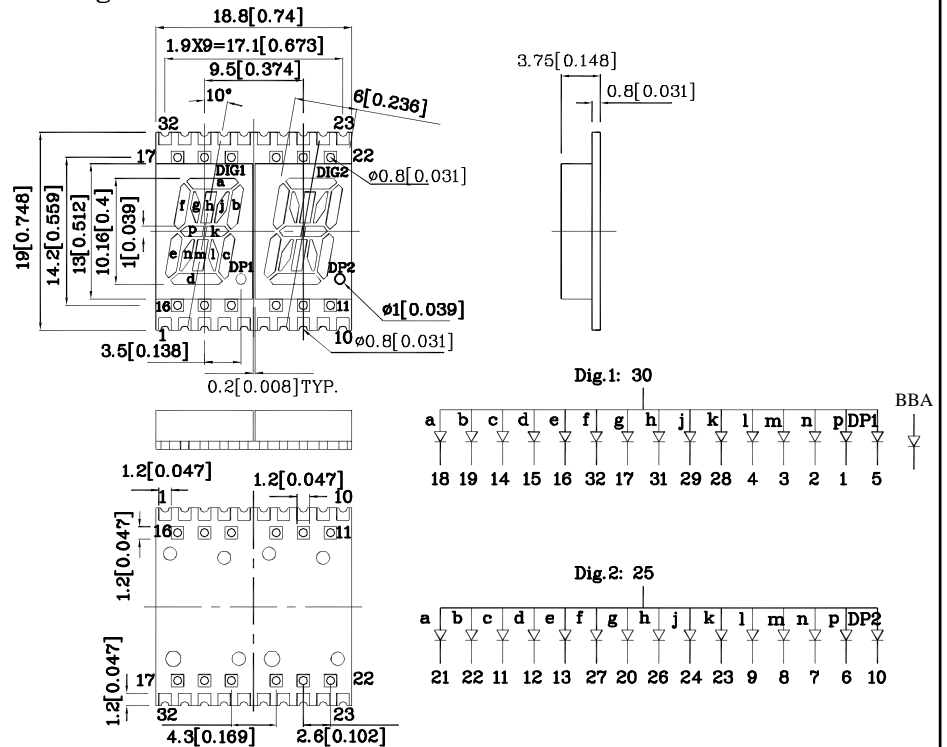 18.8[0.74]
1.9X9=17.1[0.673]
9.5[0.374]
10°
6[0.236]
32
23
17
22
DIG1
DIG2
ø0.8[0.031]
a
f g h j b
p k
e n m l c
d
DP1
DP2
19[0.748]
14.2[0.559]
13[0.512]
10.16[0.4]
1[0.039]
16
11
ø1[0.039]
1
10
ø0.8[0.031]
3.5[0.138]
0.2[0.008]TYP.
3.75[0.148]
0.8[0.031]
Dig.1: 30
a b c d e f g h j k l m n p DP1
18 19 14 15 16 32 17 31 29 28 4 3 2 1 5
BBA
1.2[0.047]
1.2[0.047]
1
10
16
11
1.2[0.047]
1.2[0.047]
17
22
32
23
4.3[0.169]
2.6[0.102]
Dig.2: 25
a b c d e f g h j k l m n p DP2
21 22 11 12 13 27 20 26 24 23 9 8 7 6 10